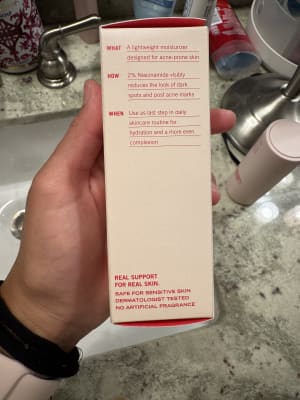 WHAT A lightweight moisturizer
designed for acne-prone skin
HOW 2% Niacinamide visibly
reduces the look of dark
spots and post acne marks
WHEN Use as last step in daily
skincare routine for
hydration and a more even
complexion
REAL SUPPORT
FOR REAL SKIN.
SAFE FOR SENSITIVE SKIN
DERMATOLOGIST TESTED
NO ARTIFICIAL FRAGRANCE